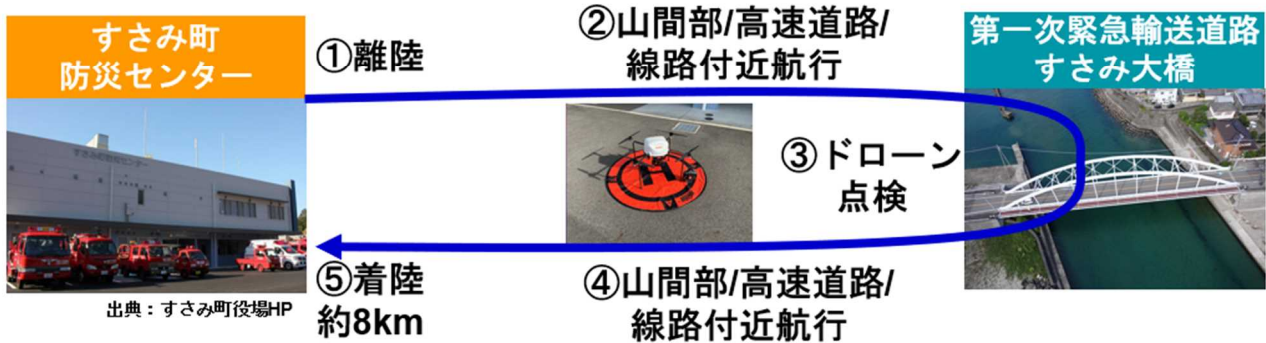 すさみ町
防災センター
①離陸
②山間部/高速道路/
線路付近航行
第一次緊急輸送道路
すさみ大橋
③ドローン
点検
⑤着陸
約8km
④山間部/高速道路/
線路付近航行
出典：すさみ町役場HP